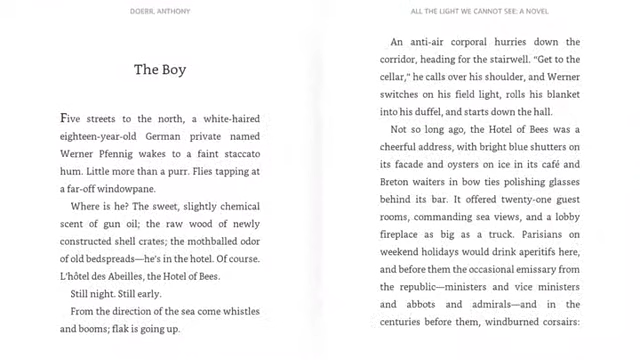 DOERR, ANTHONY
The Boy
Five streets to the north, a white-haired
eighteen-year-old German private named
Werner Pfennig wakes to a faint staccato
hum. Little more than a purr. Flies tapping at
a far-off windowpane.
Where is he? The sweet, slightly chemical
scent of gun oil; the raw wood of newly
constructed shell crates; the mothballed odor
of old bedspreads—he's in the hotel. Of course.
L'hôtel des Abeilles, the Hotel of Bees.
Still night. Still early.
From the direction of the sea come whistles
and booms; flak is going up.
ALL THE LIGHT WE CANNOT SEE: A NOVEL
An anti-air corporal hurries down the
corridor, heading for the stairwell. “Get to the
cellar,” he calls over his shoulder, and Werner
switches on his field light, rolls his blanket
into his duffel, and starts down the hall.
Not so long ago, the Hotel of Bees was a
cheerful address, with bright blue shutters on
its facade and oysters on ice in its café and
Breton waiters in bow ties polishing glasses
behind its bar. It offered twenty-one guest
rooms, commanding sea views, and a lobby
fireplace as big as a truck. Parisians on
weekend holidays would drink aperitifs here,
and before them the occasional emissary from
the republic—ministers and vice ministers
and abbots and admirals—and in the
centuries before them, windburned corsairs: